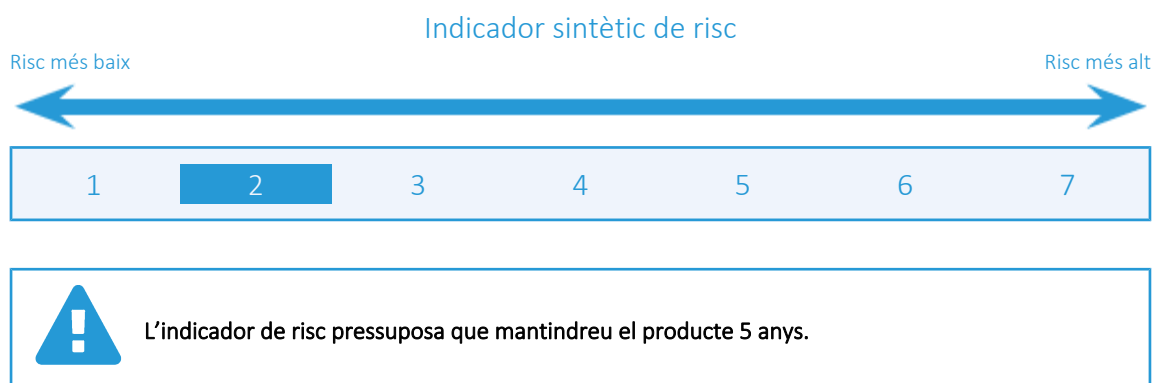 Indicador sintètic de risc
Risc més baix Risc més alt
1 2 3 4 5 6 7
L'indicador de risc pressuposa que mantindreu el producte 5 anys.